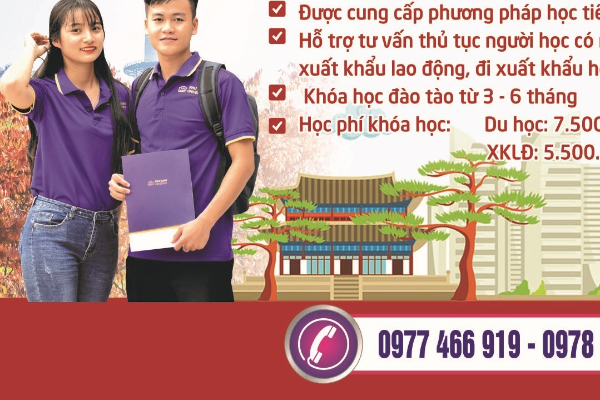 Được cung cấp phương pháp học tiế
Hỗ trợ tư vấn thủ tục người học có
xuất khẩu lao động, đi xuất khẩu h
Khóa học đào tào từ 3 - 6 tháng
Học phí khóa học: Du học: 7.500
XKLĐ: 5.500.
0977 466 919 - 0978